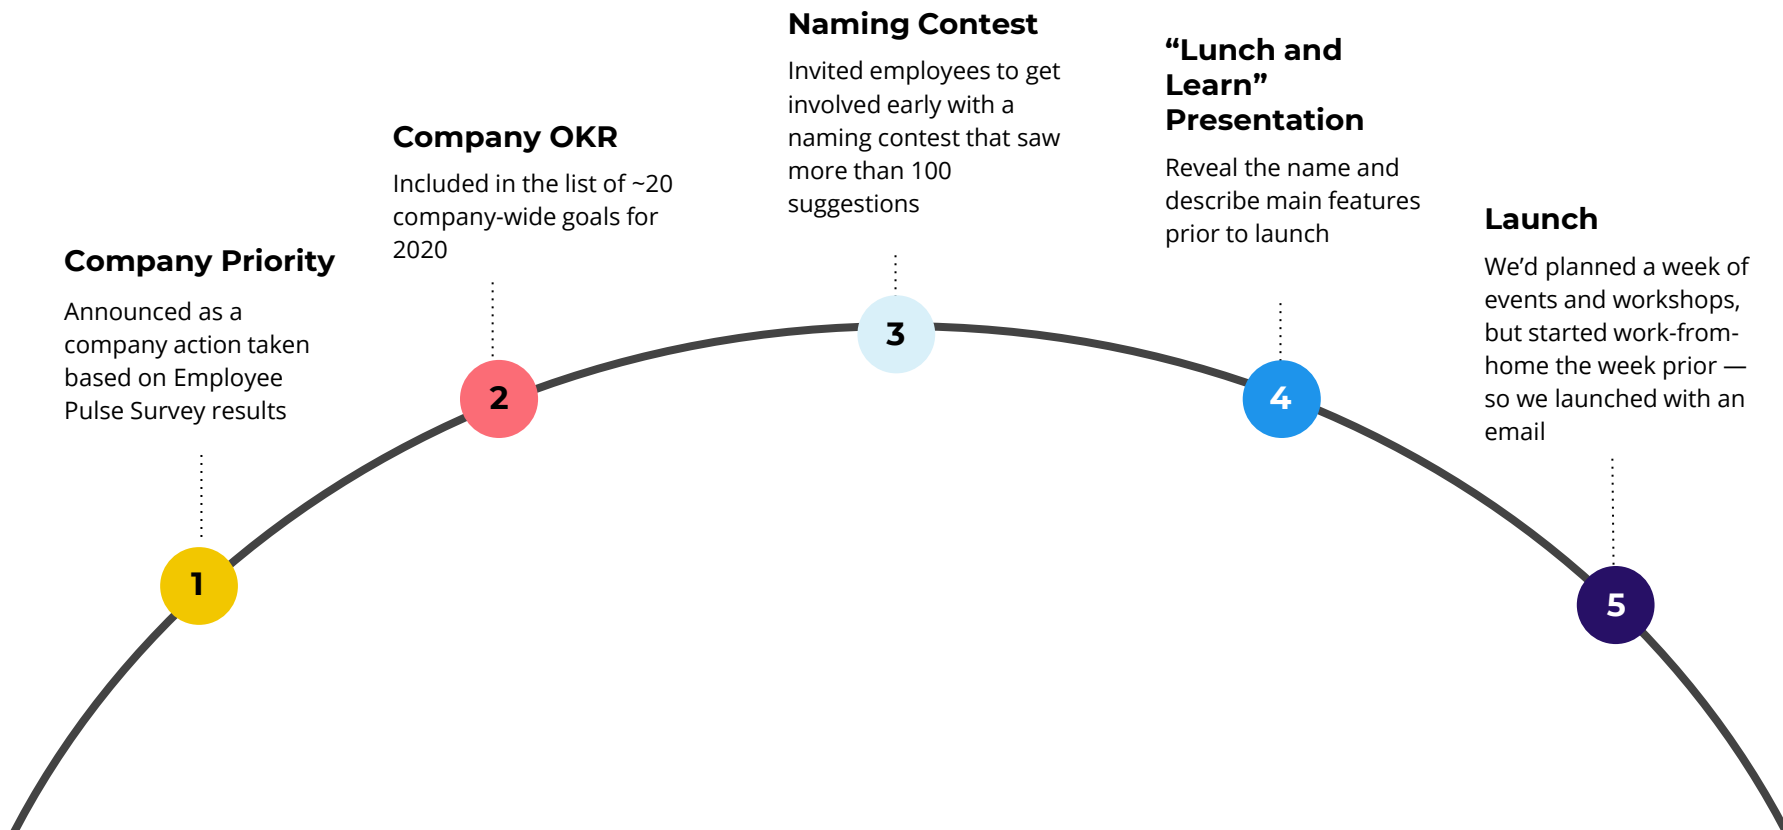 Company Priority
Announced as a
company action taken
based on Employee
Pulse Survey results
1
Company OKR
Included in the list of ~20
company-wide goals for
2020
2
Naming Contest
Invited employees to get
involved early with a
naming contest that saw
more than 100
suggestions
3
“Lunch and
Learn”
Presentation
Reveal the name and
describe main features
prior to launch
4
Launch
We’d planned a week of
events and workshops,
but started work-from-
home the week prior —
so we launched with an
email
5